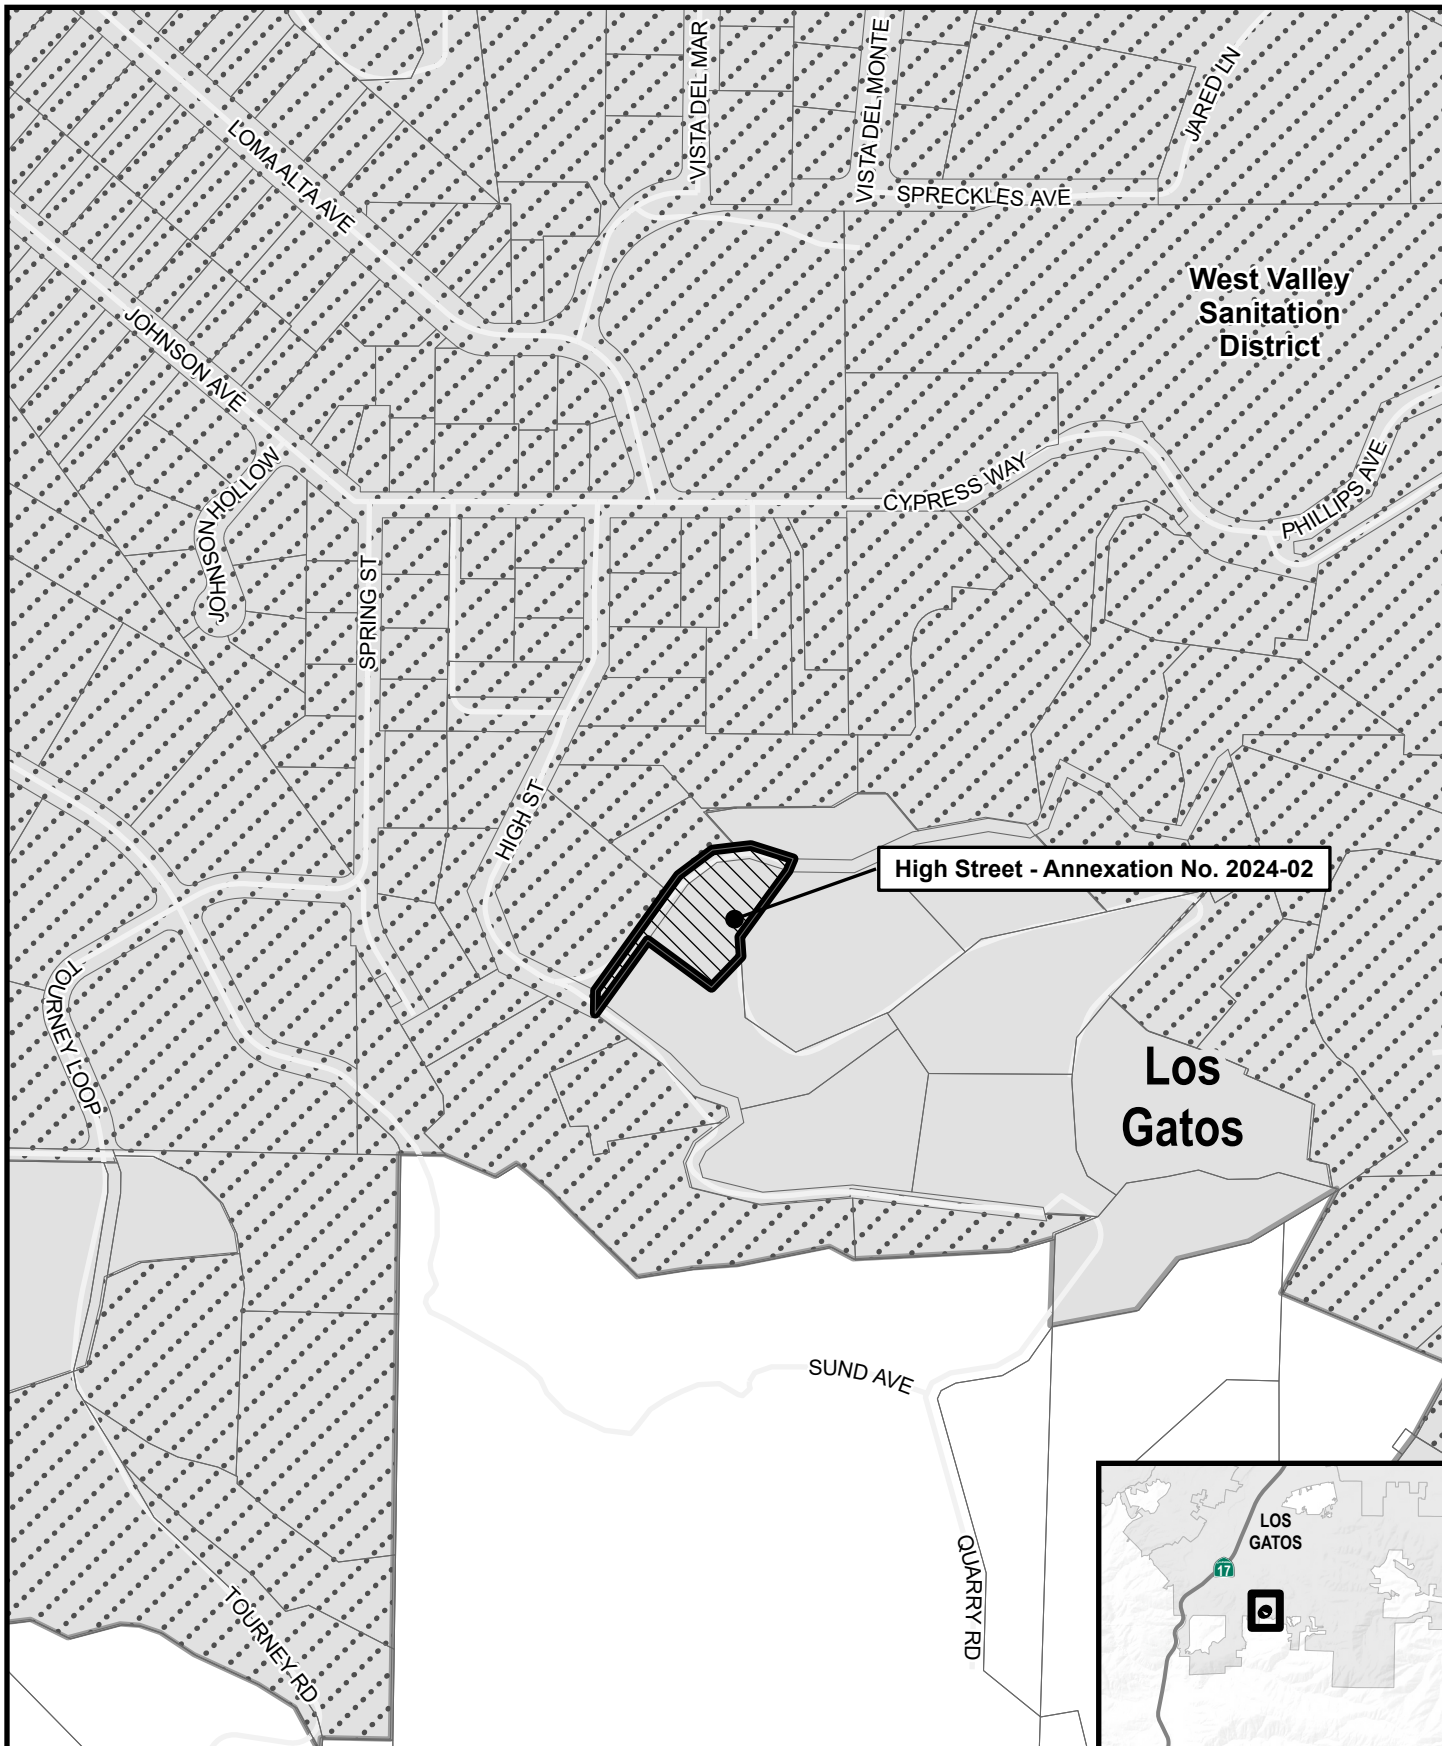 VISTA DEL MAR
VISTA DEL MONTE
JARED LN
LOMA ALTA AVE
SPRECKLES AVE
West Valley
Sanitation
District
JOHNSON AVE
JOHNSON HOLLOW
CYPRESS WAY
PHILLIPS AVE
SPRING ST
HIGH ST
High Street - Annexation No. 2024-02
TOURNEY LOOP
Los
Gatos
SUND AVE
QUARRY RD
TOURNEY RD
LOS
GATOS
17